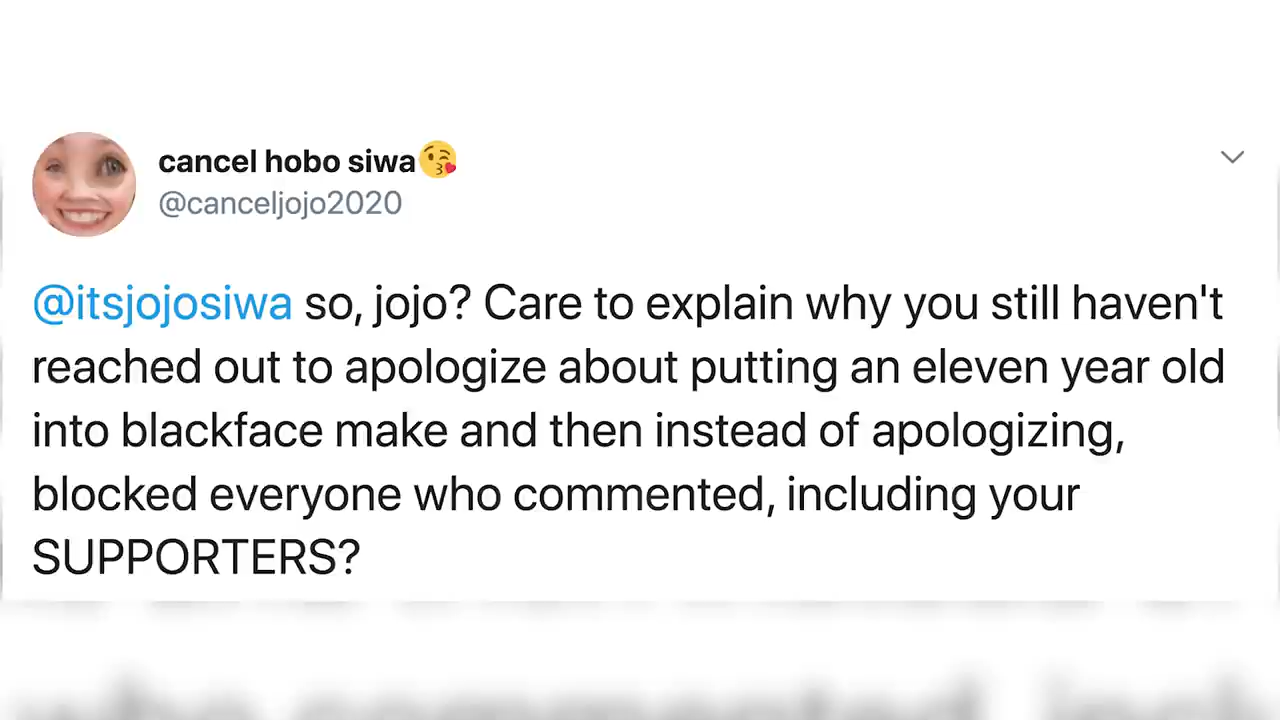 cancel hobo siwa😘
@canceljojo2020
@itsjojosiwa so, jojo? Care to explain why you still haven't
reached out to apologize about putting an eleven year old
into blackface make and then instead of apologizing,
blocked everyone who commented, including your
SUPPORTERS?